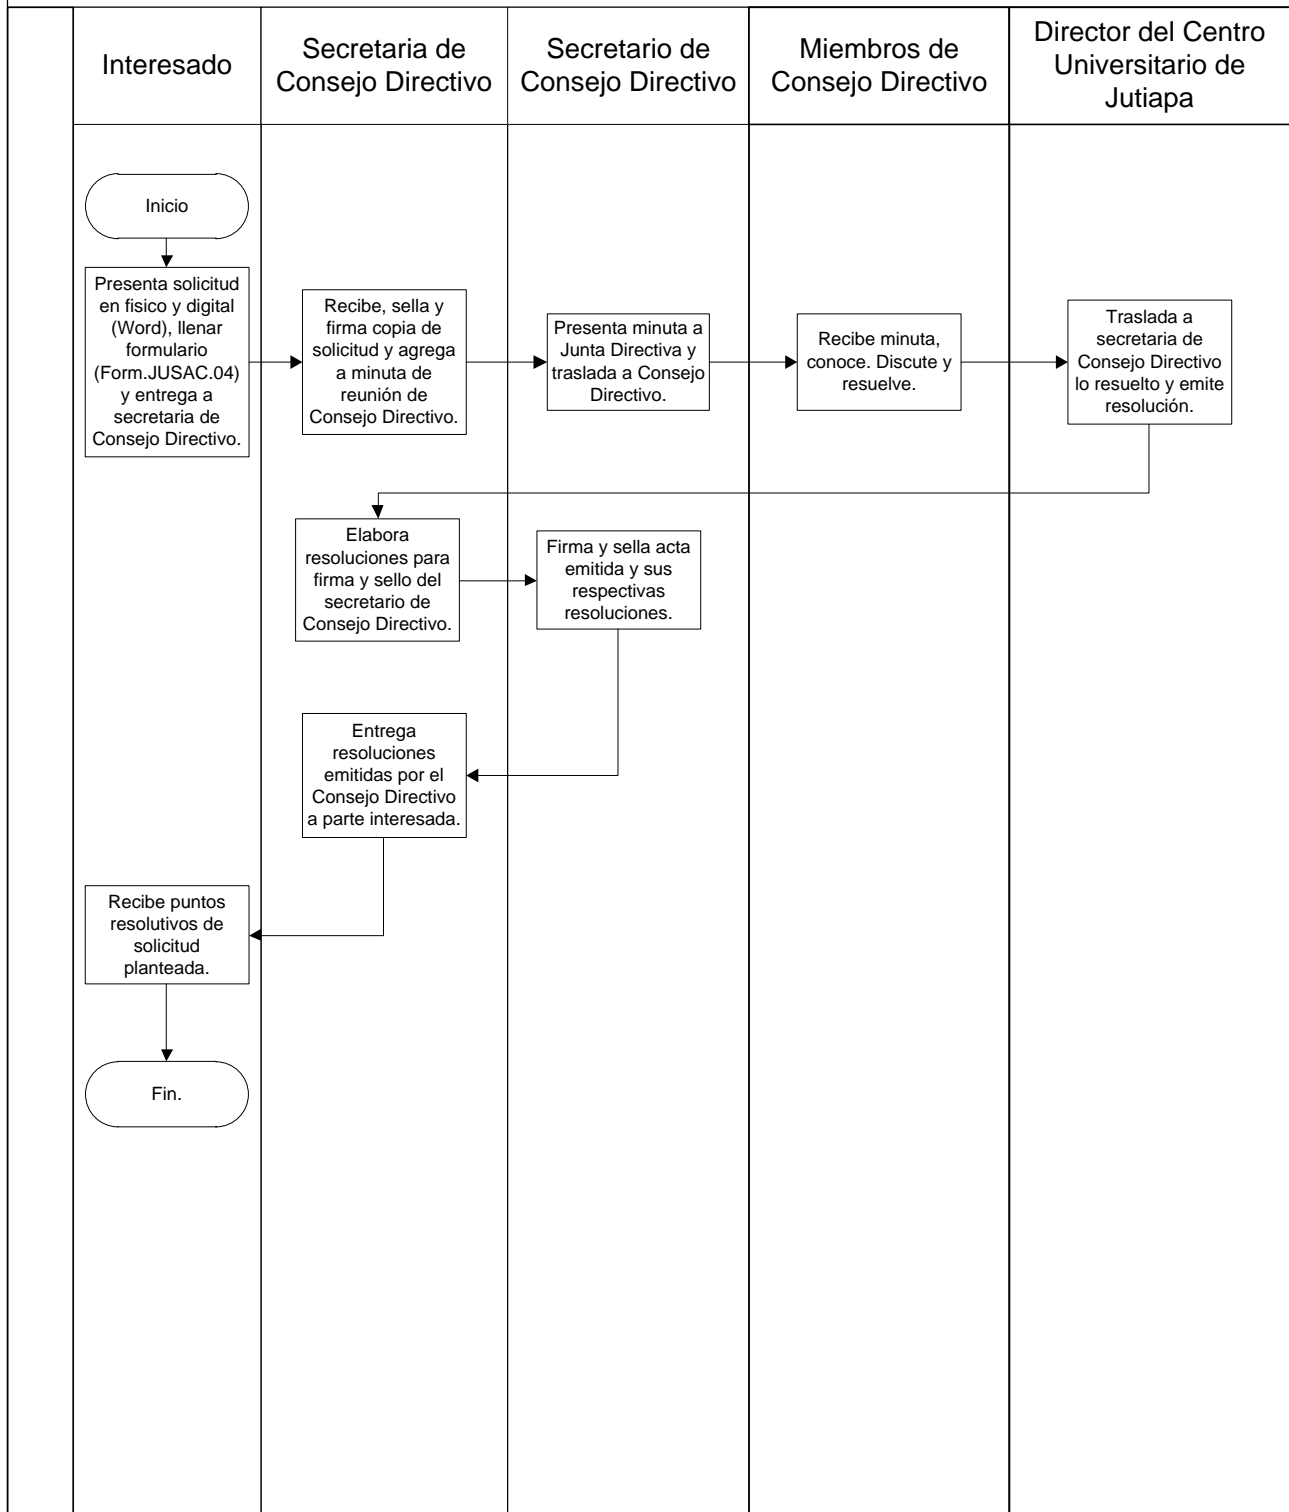 Interesado
Secretaria de
Consejo Directivo
Secretario de
Consejo Directivo
Miembros de
Consejo Directivo
Director del Centro
Universitario de
Jutiapa
Inicio
Presenta solicitud
en fisico y digital
(Word), llenar
formulario
(Form.JUSAC.04)
y entrega a
secretaria de
Consejo Directivo.
Recibe, sella y
firma copia de
solicitud y agrega
a minuta de
reunión de
Consejo Directivo.
Presenta minuta a
Junta Directiva y
traslada a Consejo
Directivo.
Recibe minuta,
conoce. Discute y
resuelve.
Traslada a
secretaria de
Consejo Directivo
lo resuelto y emite
resolución.
Elabora
resoluciones para
firma y sello del
secretario de
Consejo Directivo.
Firma y sella acta
emitida y sus
respectivas
resoluciones.
Entrega
resoluciones
emitidas por el
Consejo Directivo
a parte interesada.
Recibe puntos
resolutivos de
solicitud
planteada.
Fin.